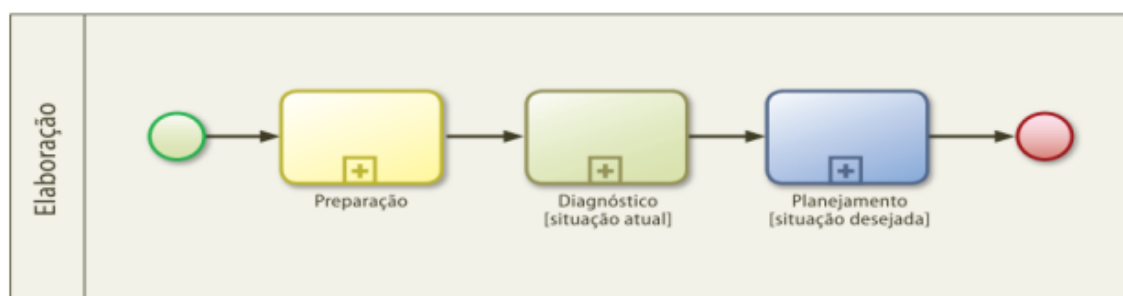 Elaboração
Preparação
Diagnóstico
[situação atual]
Planejamento
[situação desejada]